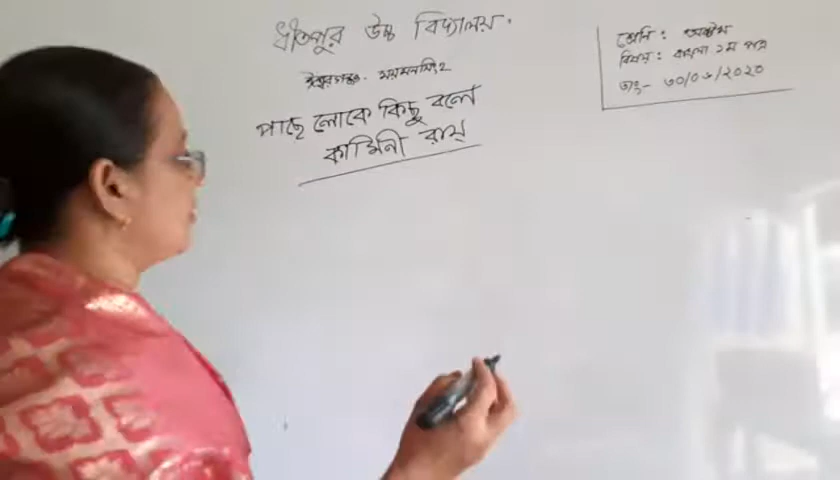 ধীতপুর উচ্চ বিদ্যালয়.
ঈশ্বরগঞ্জ. ময়মনসিংহ
পাছে লোকে কিছু বলে
কামিনী রায়
শ্রেনি : অষ্টম
বিষয় : বাংলা ১ম পত্র
তাং- ৩০/০৬/২০২০